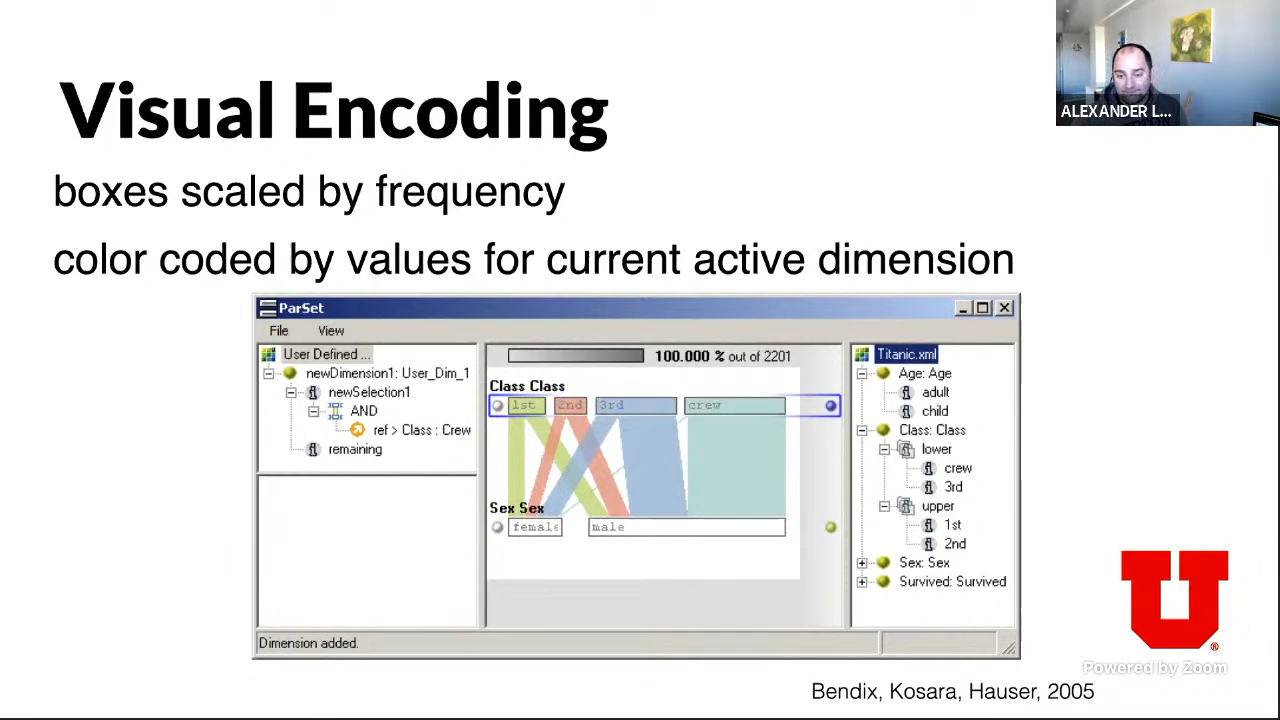 Visual Encoding
ALEXANDER L...
boxes scaled by frequency
color coded by values for current active dimension
ParSet
File View
User Defined ...
newDimension1: User_Dim_1
newSelection1
AND
ref > Class : Crew
remaining
100.000 % out of 2201
Class Class
1st 2nd 3rd crew
Sex Sex
female male
Titanic.xml
Age: Age
adult
child
Class: Class
lower
crew
3rd
upper
1st
2nd
Sex: Sex
Survived: Survived
Dimension added.
U
®
Powered by Zoom
Bendix, Kosara, Hauser, 2005